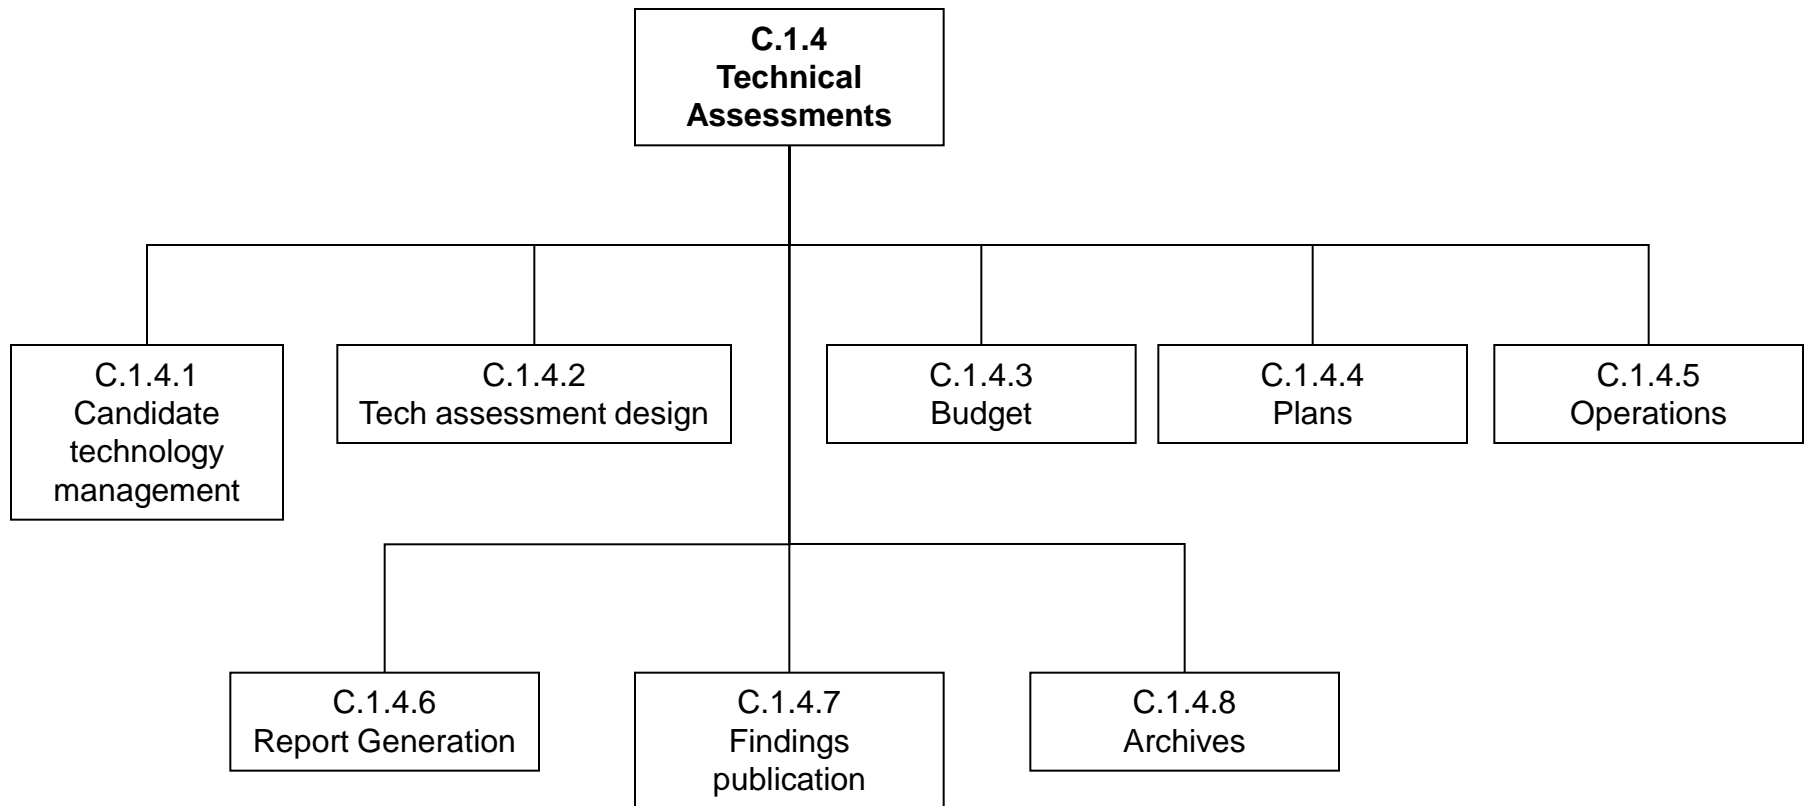 C.1.4
Technical
Assessments
C.1.4.1
Candidate
technology
management
C.1.4.2
Tech assessment design
C.1.4.3
Budget
C.1.4.4
Plans
C.1.4.5
Operations
C.1.4.6
Report Generation
C.1.4.7
Findings
publication
C.1.4.8
Archives